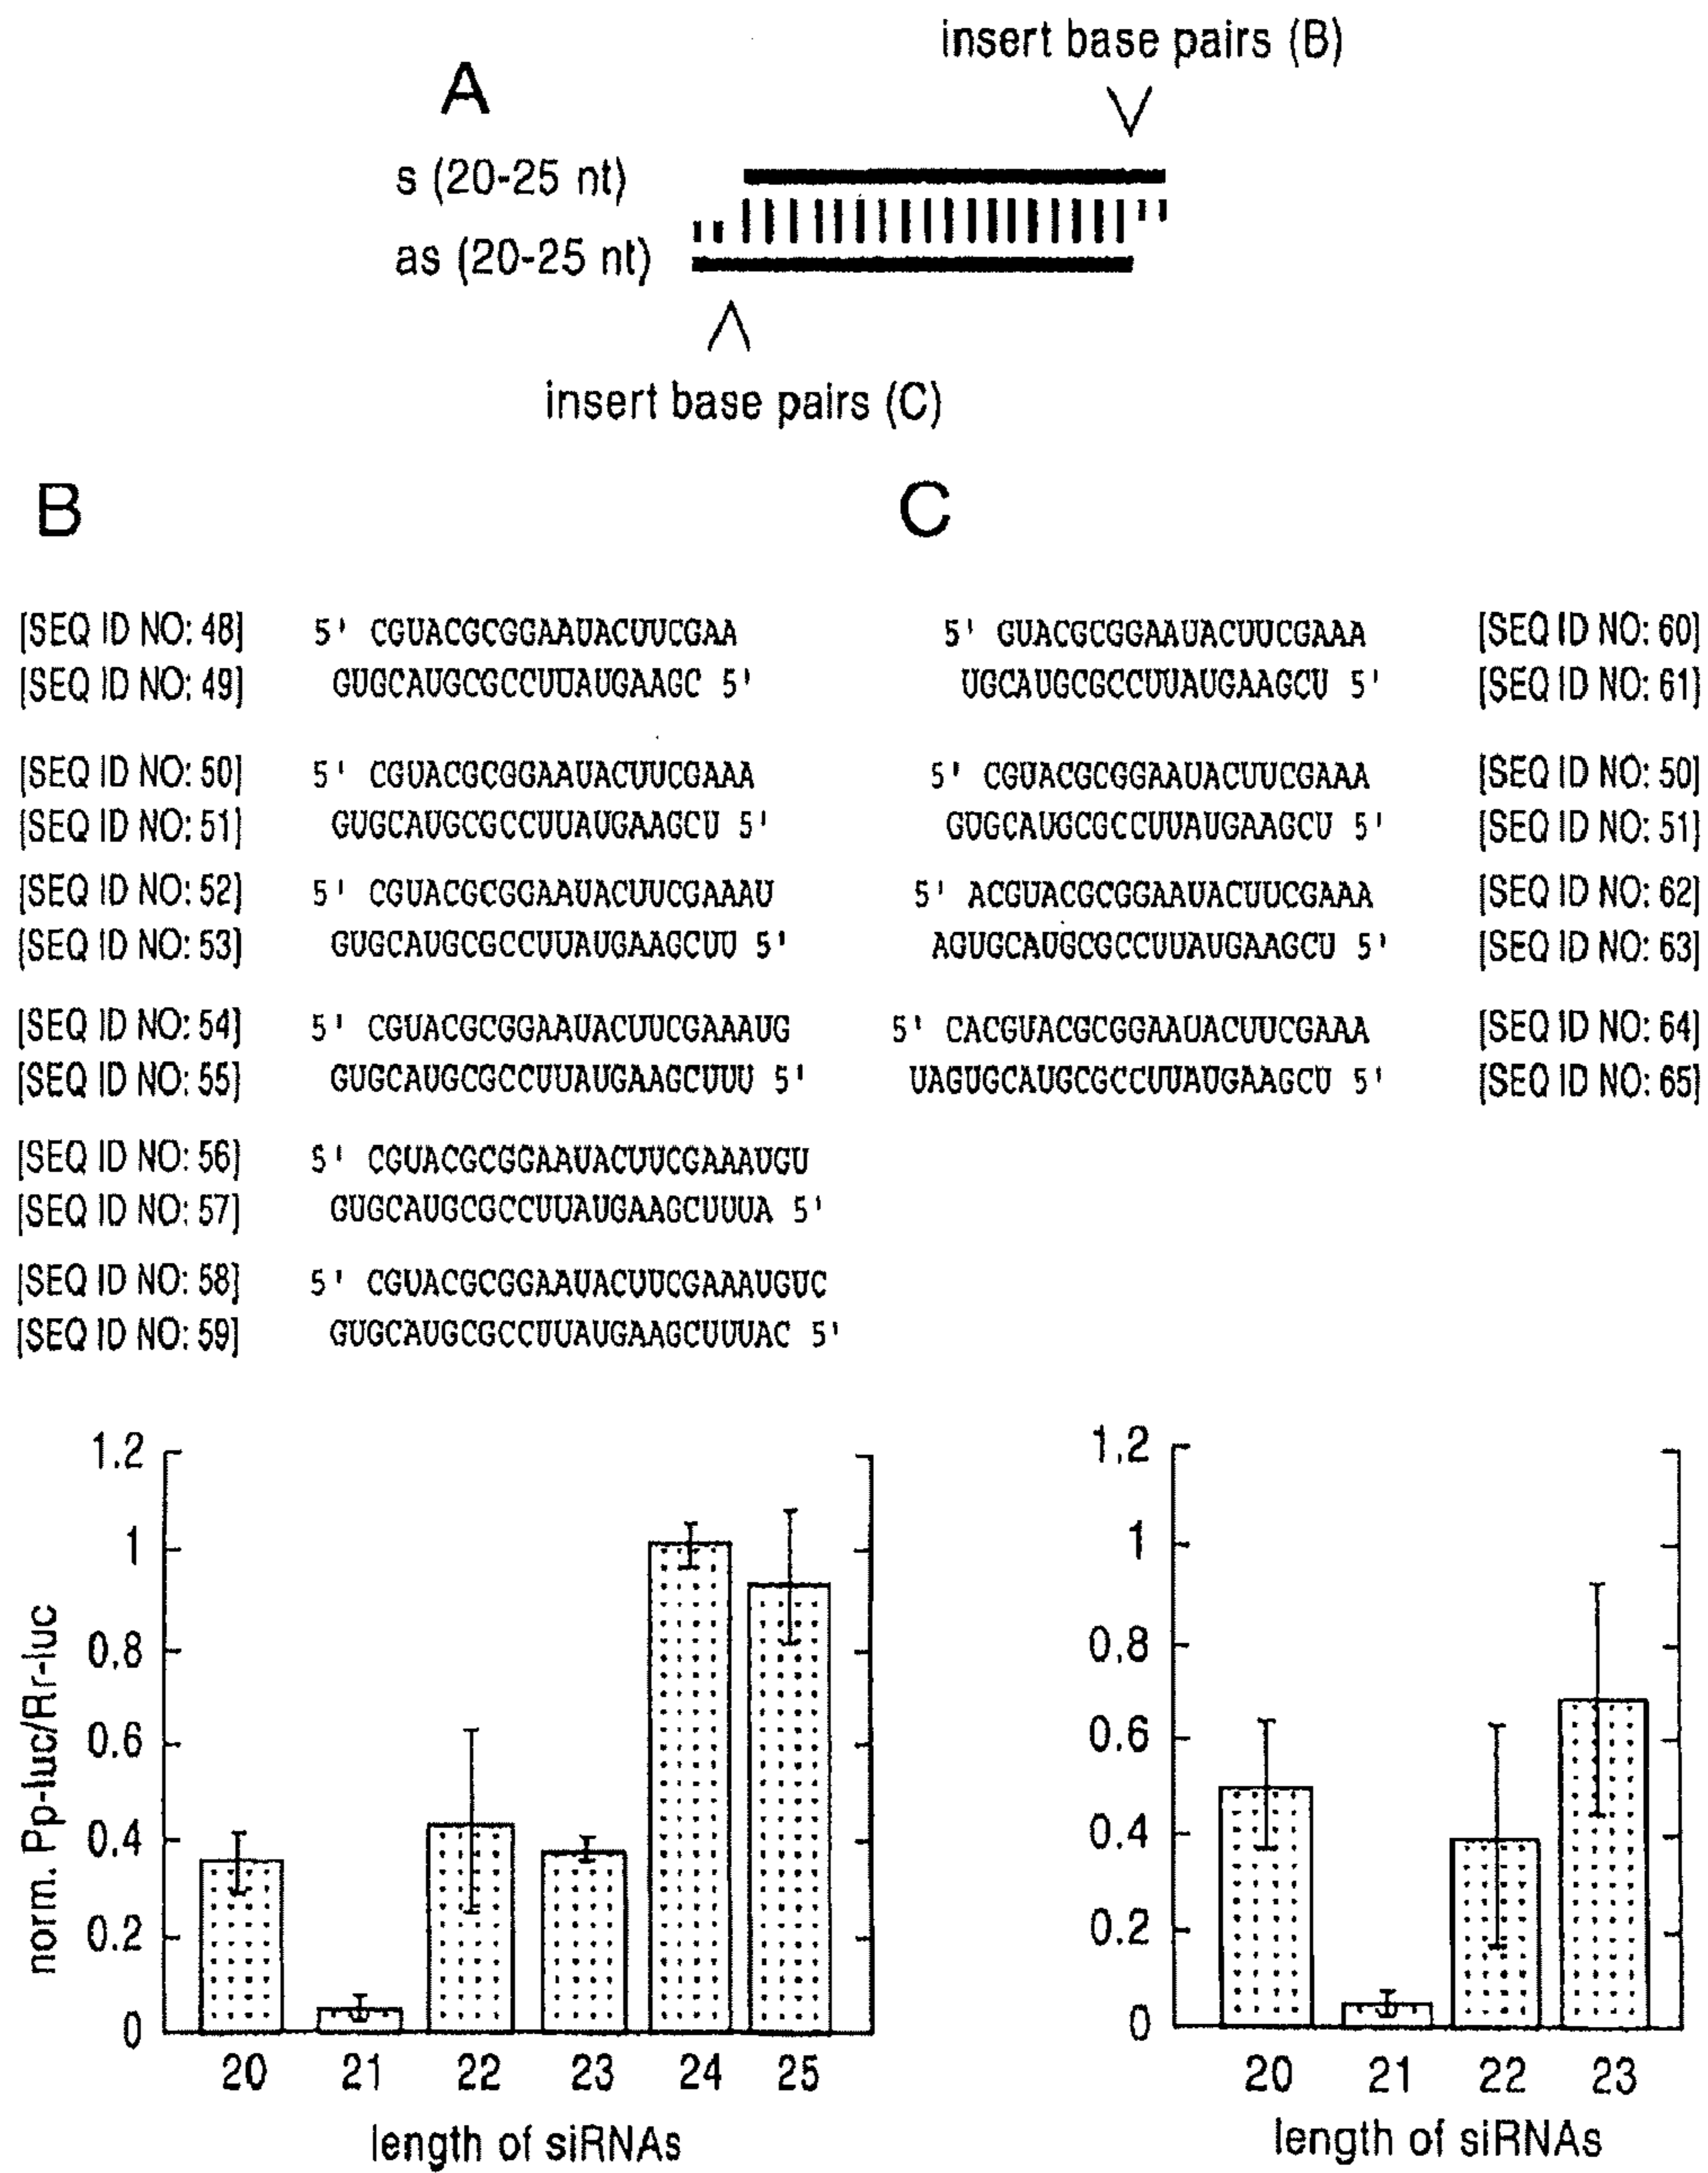 insert base pairs (B)
A
s (20-25 nt)
as (20-25 nt)
insert base pairs (C)
B
[SEQ ID NO: 48] 5' CGUACGCGGAAUACUUCGAA
[SEQ ID NO: 49] GUGCAUGCGCCUUAUGAAGC 5'
[SEQ ID NO: 50] 5' CGUACGCGGAAUACUUCGAAA
[SEQ ID NO: 51] GUGCAUGCGCCUUAUGAAGCU 5'
[SEQ ID NO: 52] 5' CGUACGCGGAAUACUUCGAAAU
[SEQ ID NO: 53] GUGCAUGCGCCUUAUGAAGCUU 5'
[SEQ ID NO: 54] 5' CGUACGCGGAAUACUUCGAAAUG
[SEQ ID NO: 55] GUGCAUGCGCCUUAUGAAGCUUU 5'
[SEQ ID NO: 56] 5' CGUACGCGGAAUACUUCGAAAUGU
[SEQ ID NO: 57] GUGCAUGCGCCUUAUGAAGCUUUA 5'
[SEQ ID NO: 58] 5' CGUACGCGGAAUACUUCGAAAUGUC
[SEQ ID NO: 59] GUGCAUGCGCCUUAUGAAGCUUUAC 5'
C
5' GUACGCGGAAUACUUCGAAA [SEQ ID NO: 60]
UGCAUGCGCCUUAUGAAGCU 5' [SEQ ID NO: 61]
5' CGUACGCGGAAUACUUCGAAA [SEQ ID NO: 50]
GUGCAUGCGCCUUAUGAAGCU 5' [SEQ ID NO: 51]
5' ACGUACGCGGAAUACUUCGAAA [SEQ ID NO: 62]
AGUGCAUGCGCCUUAUGAAGCU 5' [SEQ ID NO: 63]
5' CACGUACGCGGAAUACUUCGAAA [SEQ ID NO: 64]
UAGUGCAUGCGCCUUAUGAAGCU 5' [SEQ ID NO: 65]
norm. Pp-luc/Rr-luc
1.2
1
0.8
0.6
0.4
0.2
0
20 21 22 23 24 25
length of siRNAs
1.2
1
0.8
0.6
0.4
0.2
0
20 21 22 23
length of siRNAs